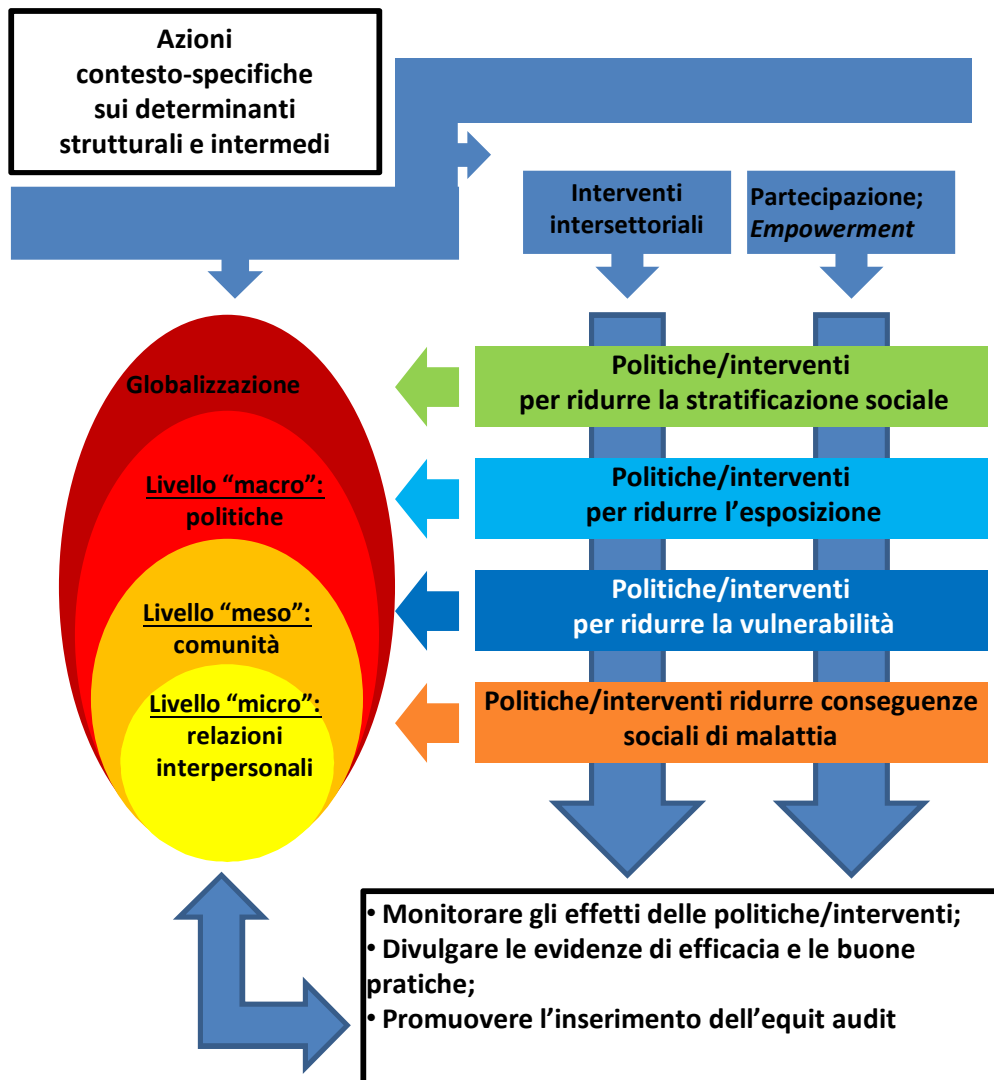 Azioni
contesto-specifiche
sui determinanti
strutturali e intermedi
Interventi
intersettoriali
Partecipazione;
Empowerment
Globalizzazione
Livello “macro”:
politiche
Livello “meso”:
comunità
Livello “micro”:
relazioni
interpersonali
Politiche/interventi
per ridurre la stratificazione sociale
Politiche/interventi
per ridurre l’esposizione
Politiche/interventi
per ridurre la vulnerabilità
Politiche/interventi ridurre conseguenze
sociali di malattia
• Monitorare gli effetti delle politiche/interventi;
• Divulgare le evidenze di efficacia e le buone
pratiche;
• Promuovere l’inserimento dell’equit audit